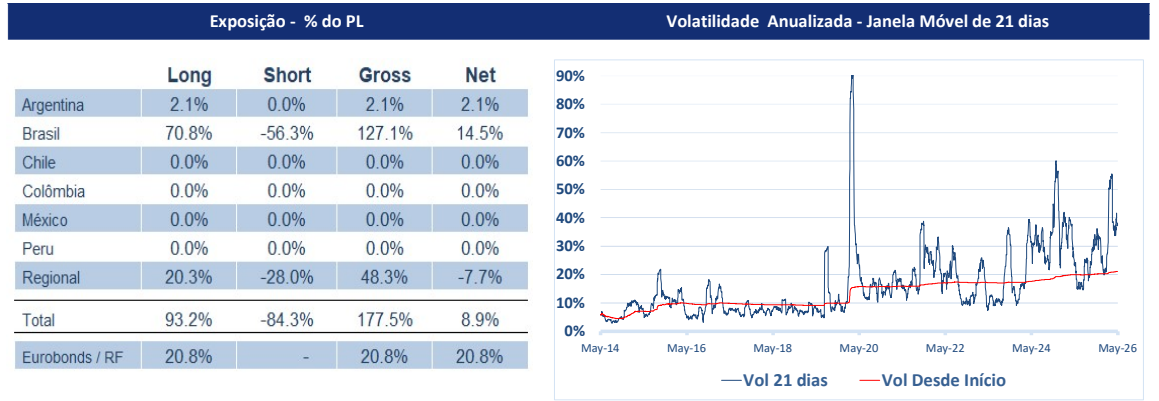 Exposição - % do PL
Long Short Gross Net
Argentina 2.1% 0.0% 2.1% 2.1%
Brasil 70.8% -56.3% 127.1% 14.5%
Chile 0.0% 0.0% 0.0% 0.0%
Colômbia 0.0% 0.0% 0.0% 0.0%
México 0.0% 0.0% 0.0% 0.0%
Peru 0.0% 0.0% 0.0% 0.0%
Regional 20.3% -28.0% 48.3% -7.7%
Total 93.2% -84.3% 177.5% 8.9%
Eurobonds / RF 20.8% - 20.8% 20.8%
Volatilidade Anualizada - Janela Móvel de 21 dias
90%
80%
70%
60%
50%
40%
30%
20%
10%
0%
May-14 May-16 May-18 May-20 May-22 May-24 May-26
Vol 21 dias Vol Desde Início